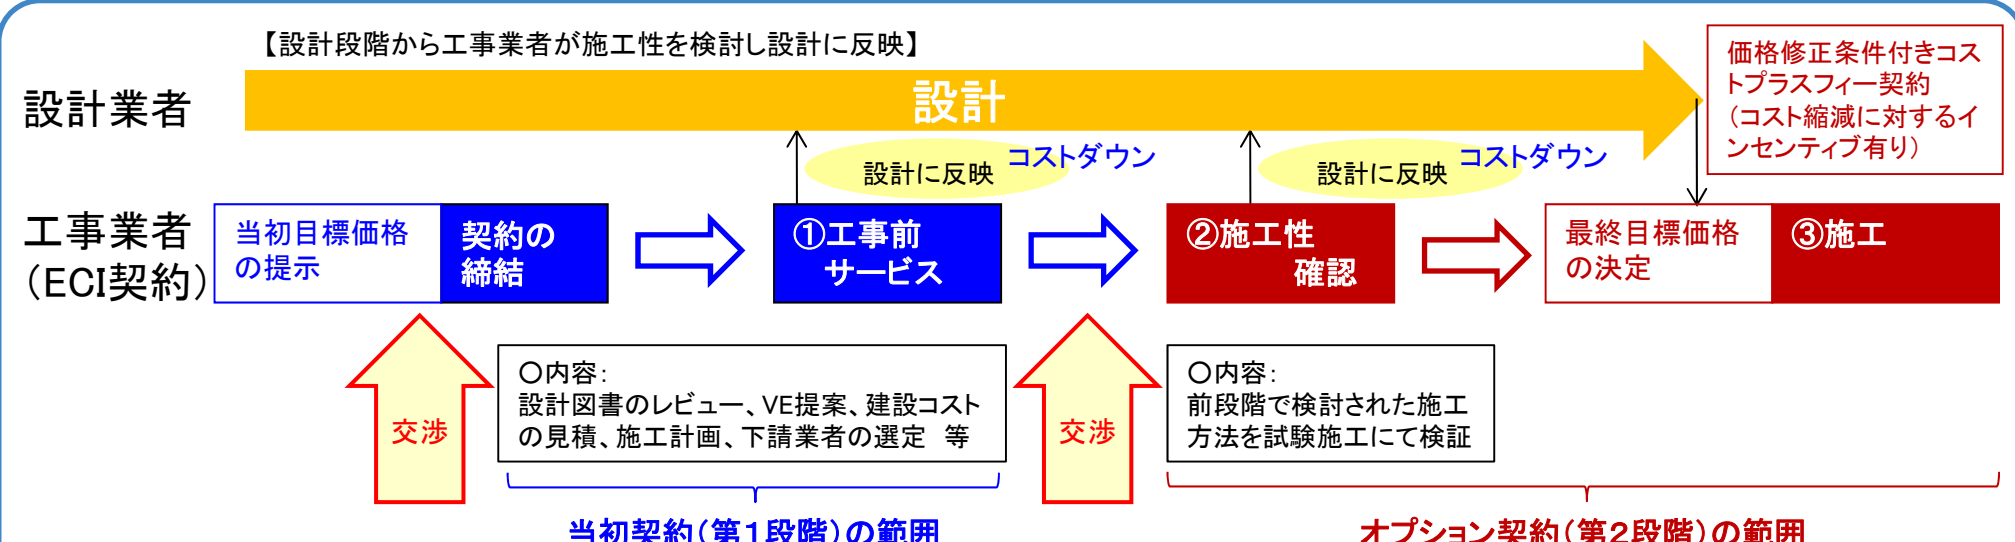 【設計段階から工事業者が施工性を検討し設計に反映】
設計業者
設計
価格修正条件付きコス
トプラスフィー契約
（コスト縮減に対するイ
ンセンティブ有り）
設計に反映
コストダウン
設計に反映
コストダウン
工事業者
（ECI契約）
当初目標価格
の提示
契約の
締結
①工事前
サービス
②施工性
確認
最終目標価格
の決定
③施工
交渉
○内容：
設計図書のレビュー、VE提案、建設コスト
の見積、施工計画、下請業者の選定　等
交渉
○内容：
前段階で検討された施工
方法を試験施工にて検証
当初契約（第１段階）の範囲
オプション契約（第２段階）の範囲